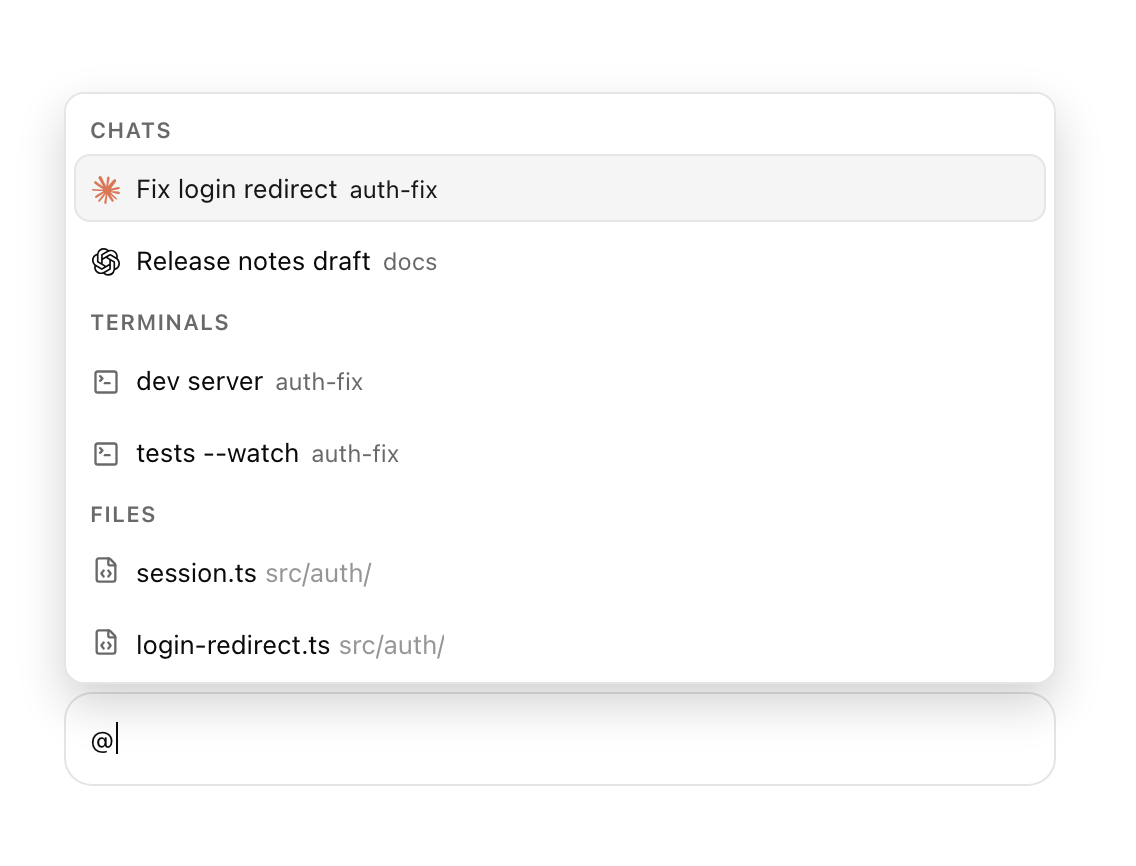 CHATS
Fix login redirect auth-fix
Release notes draft docs
TERMINALS
dev server auth-fix
tests --watch auth-fix
FILES
session.ts src/auth/
login-redirect.ts src/auth/
@